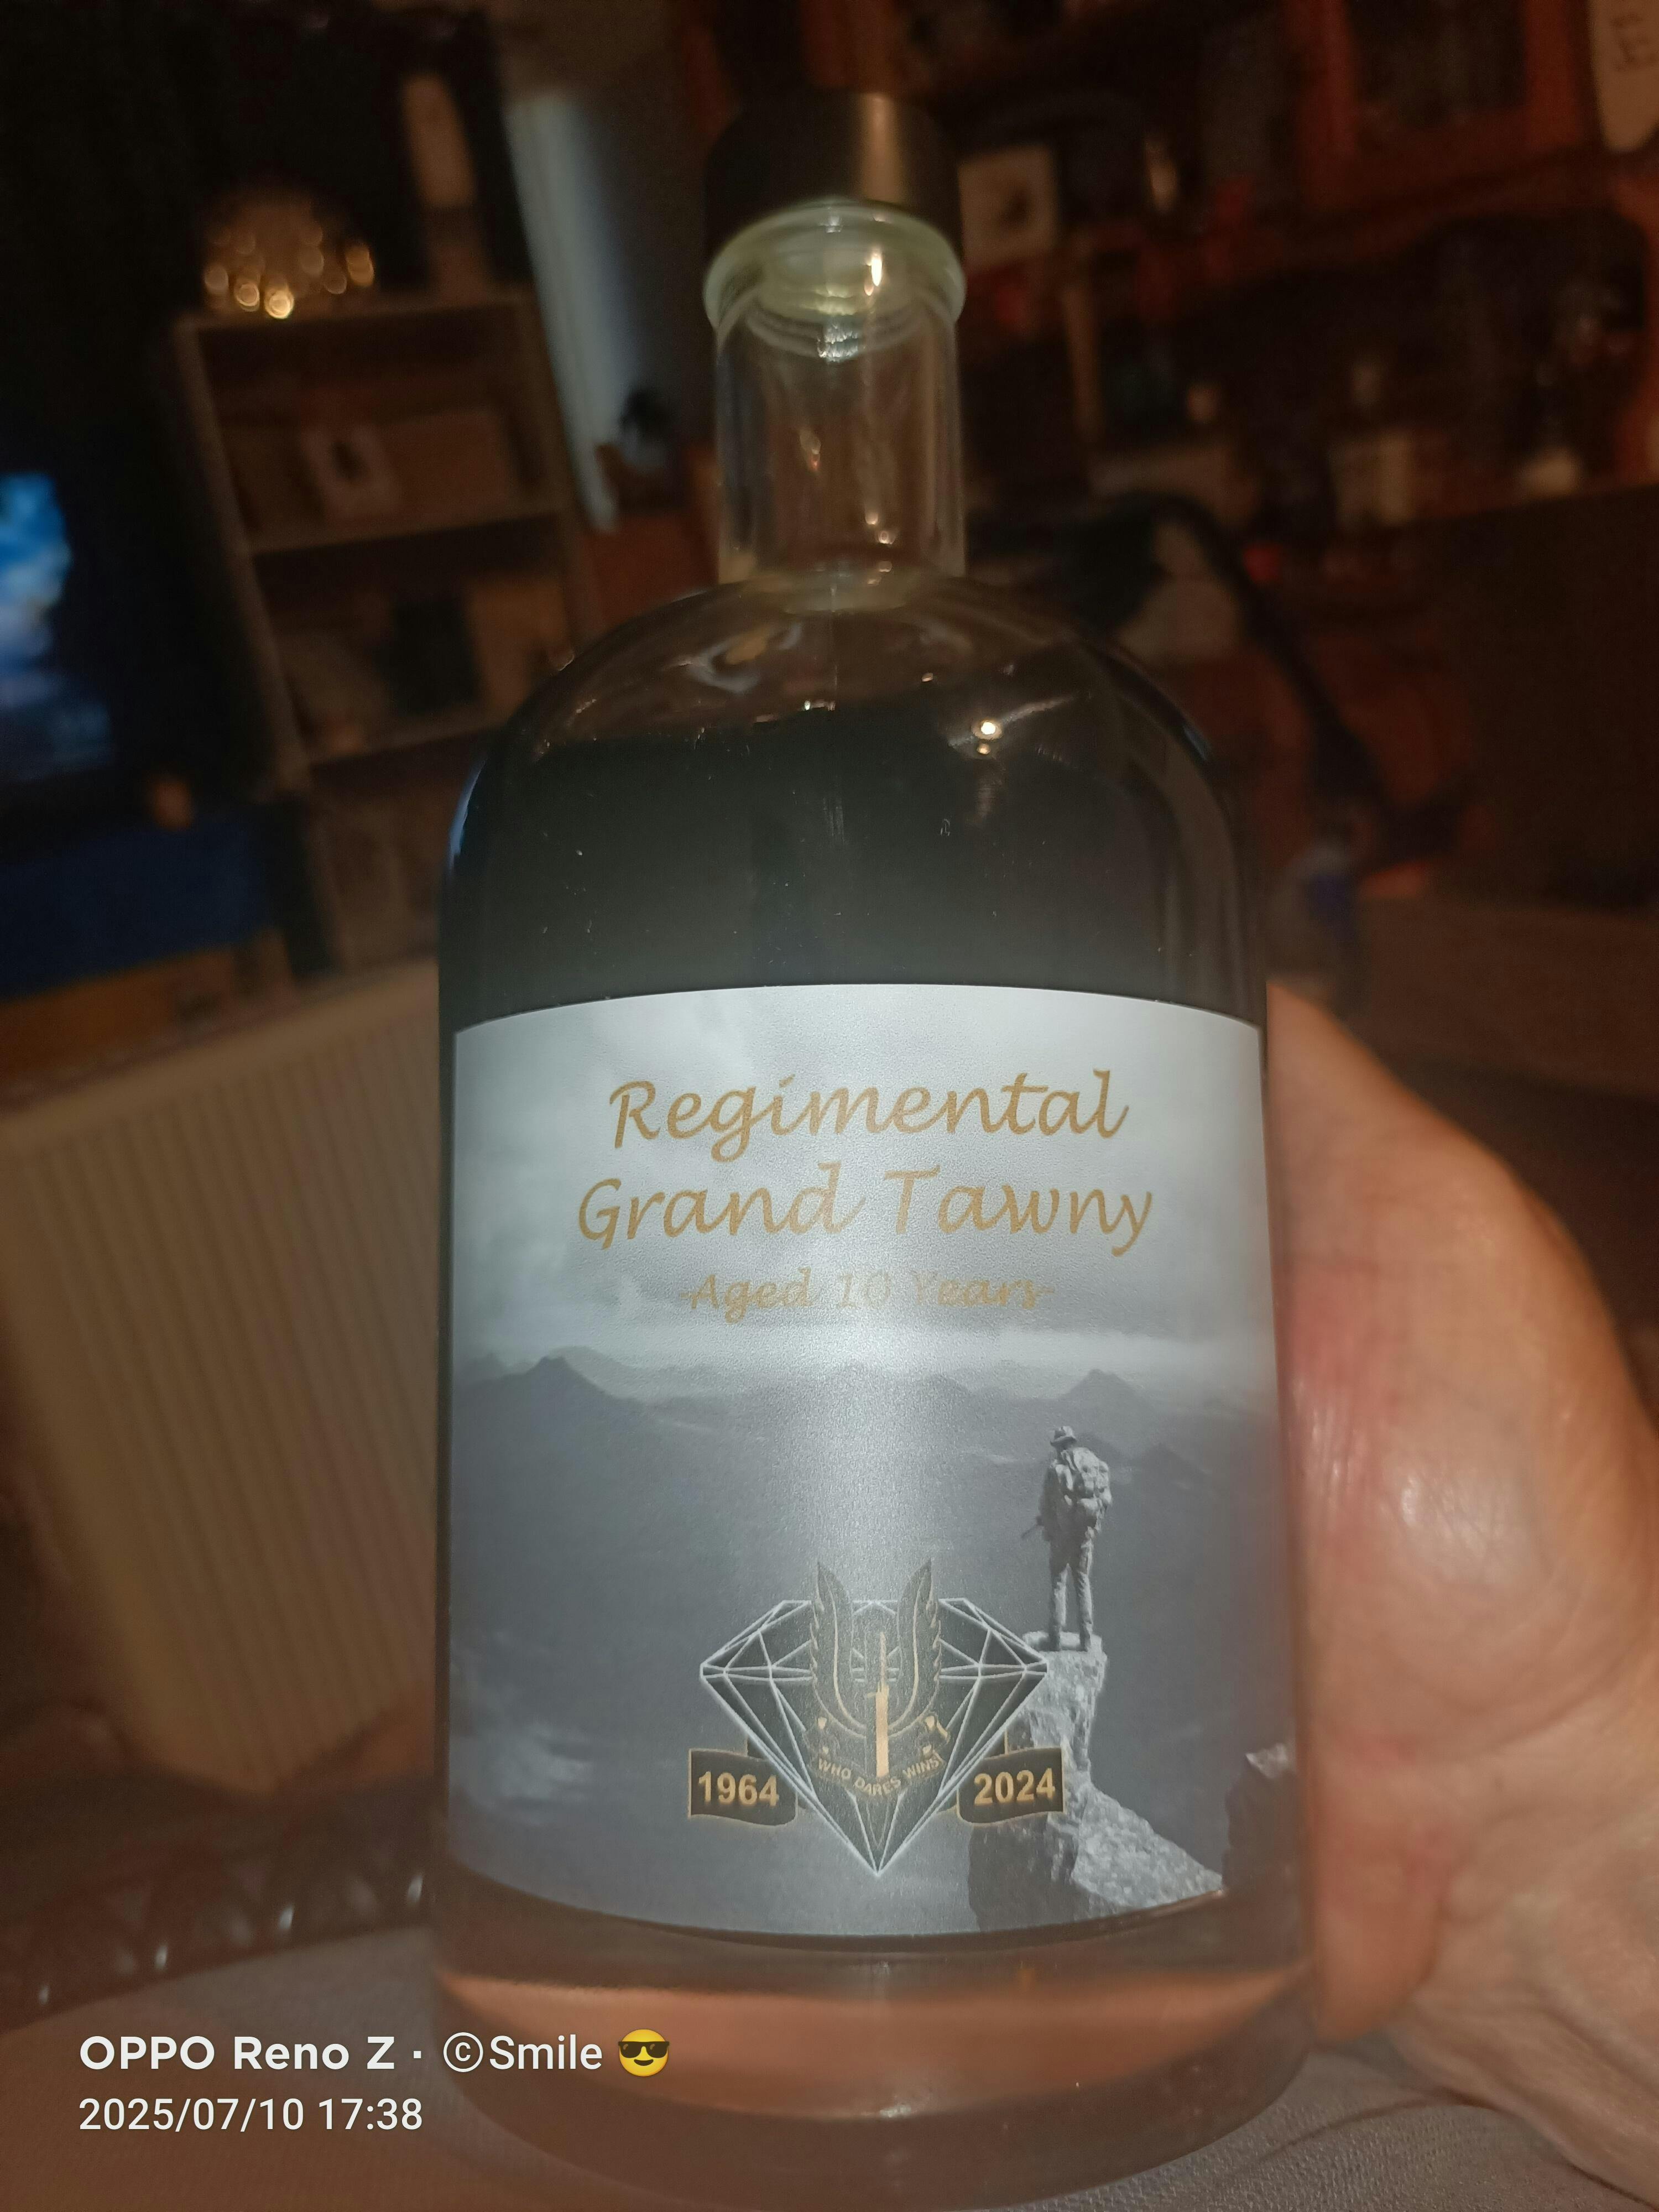 Regimental
Grand Tawny
-Aged 10 Years-
WHO DARES WINS
1964
2024
OPPO Reno Z · ©Smile 😎
2025/07/10 17:38